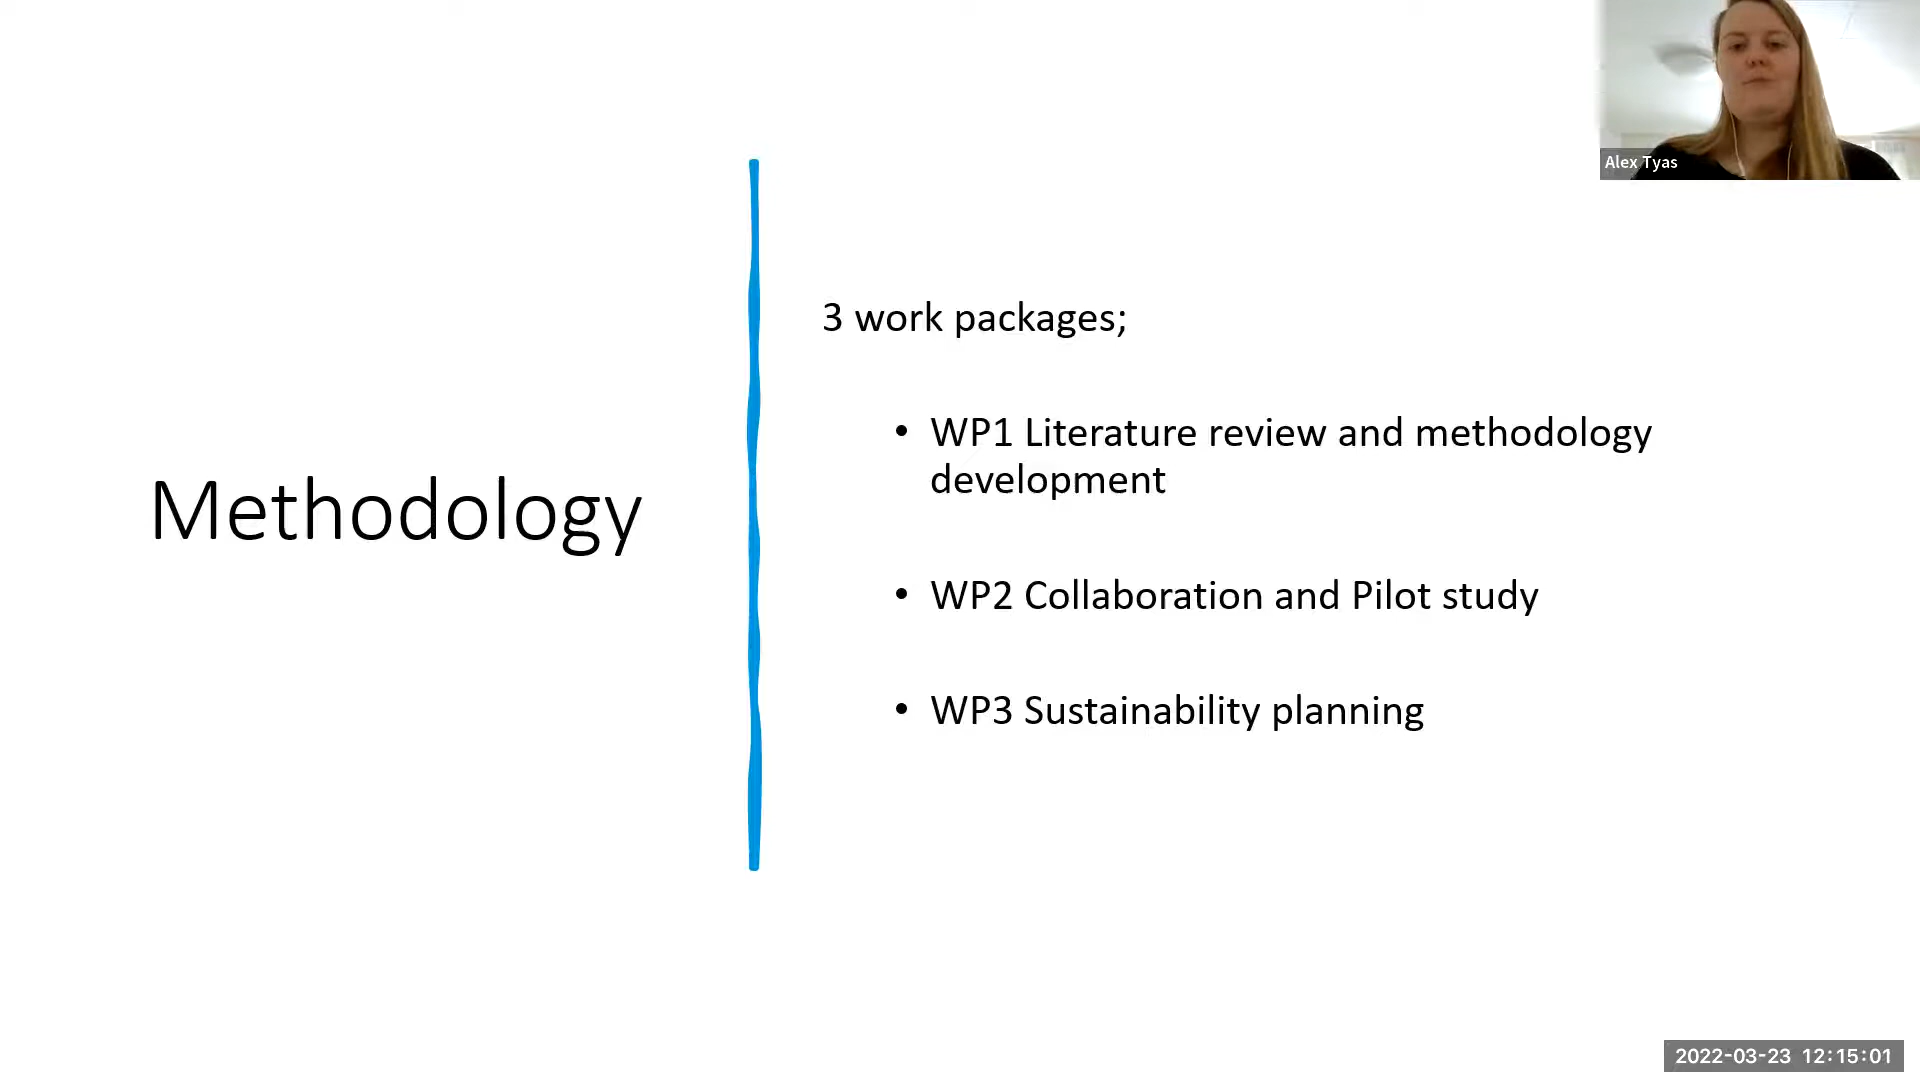 Alex Tyas
Methodology
3 work packages;
• WP1 Literature review and methodology
development
• WP2 Collaboration and Pilot study
• WP3 Sustainability planning
2022-03-23 12:15:01